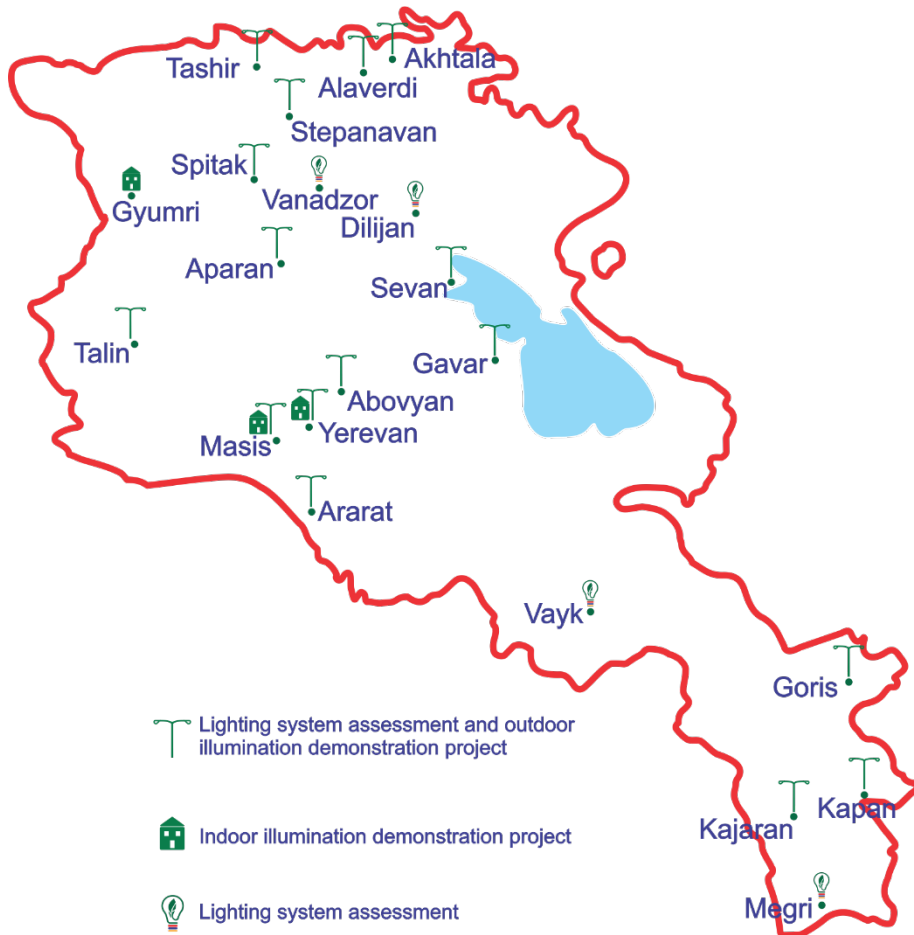 Akhtala
Tashir
Alaverdi
Stepanavan
Spitak
Vanadzor
Gyumri
Dilijan
Aparan
Sevan
Talin
Gavar
Abovyan
Yerevan
Masis
Ararat
Vayk
Goris
Lighting system assessment and outdoor
illumination demonstration project
Kapan
Kajaran
Indoor illumination demonstration project
Megri
Lighting system assessment